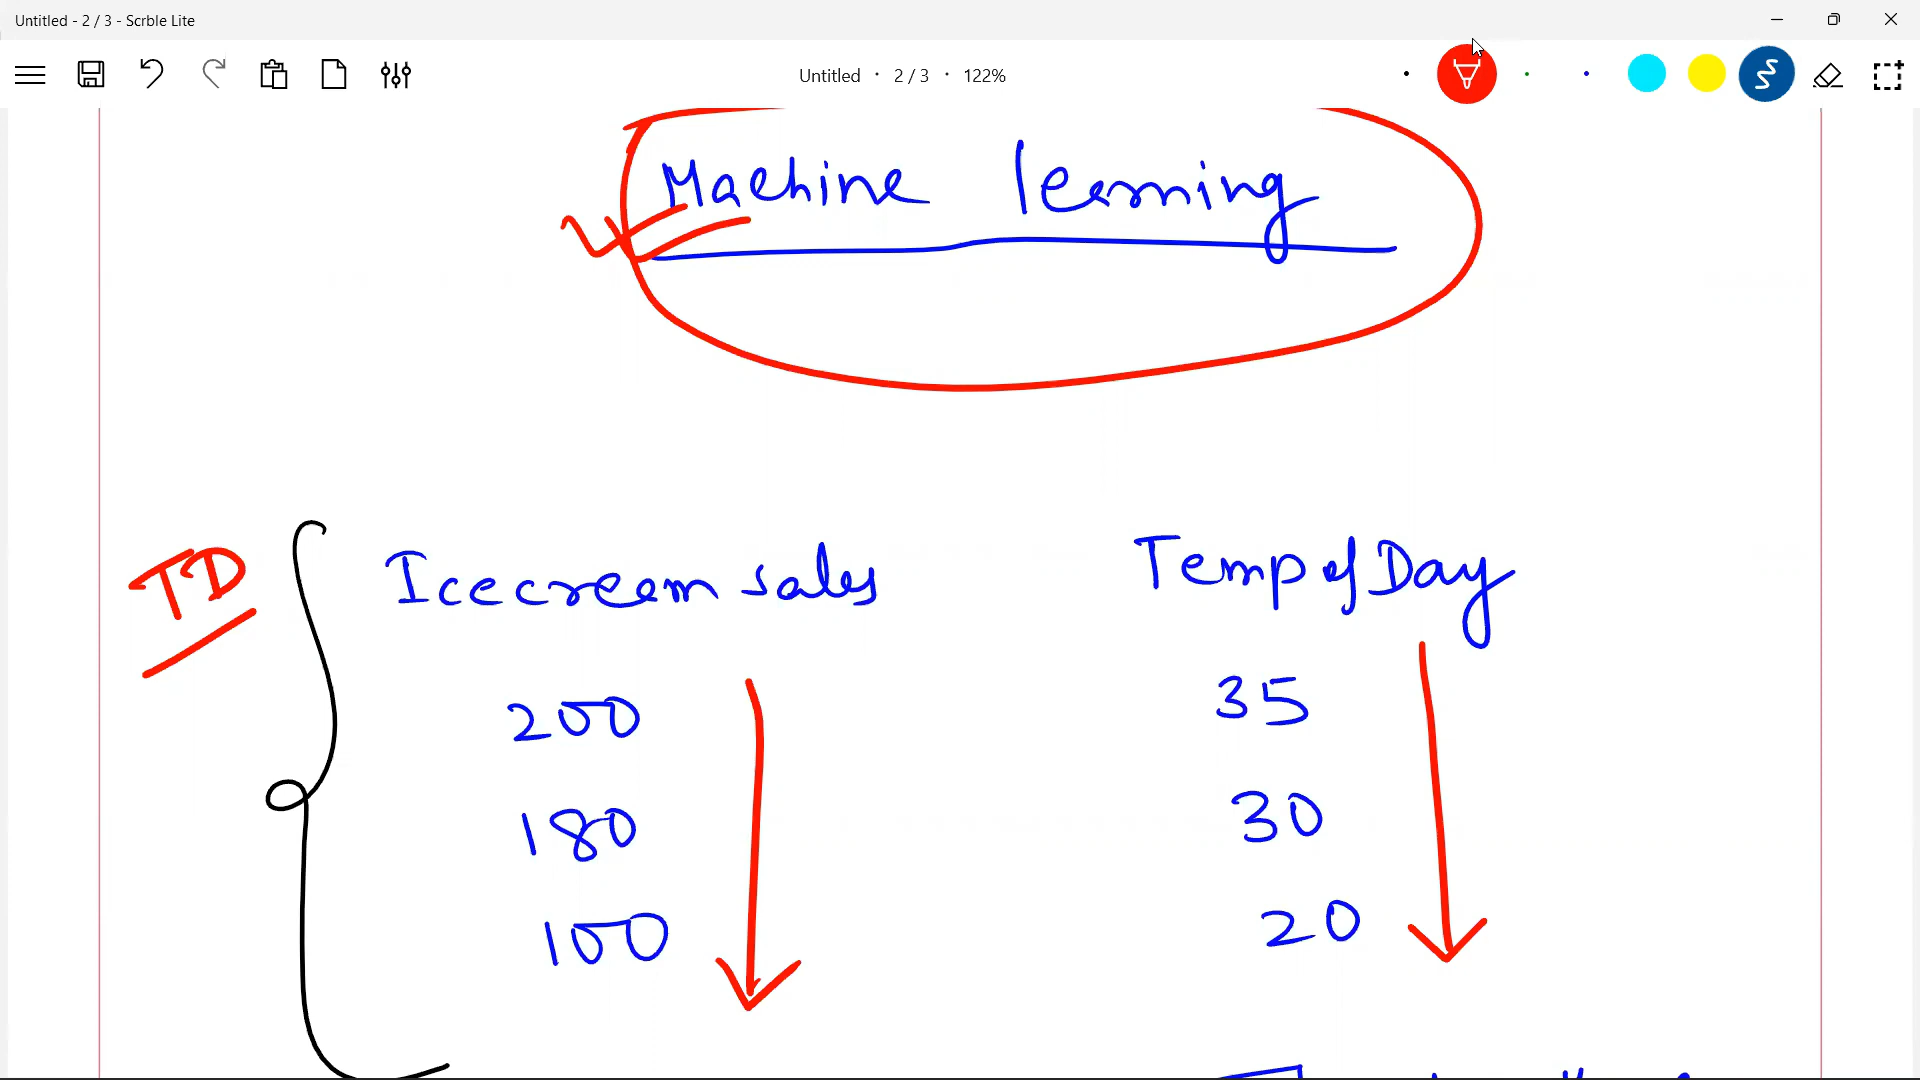 Untitled - 2 / 3 - Scrble Lite
Untitled · 2 / 3 · 122%
Machine learning
TD
Icecream sales Temp of Day
200 35
180 30
100 20